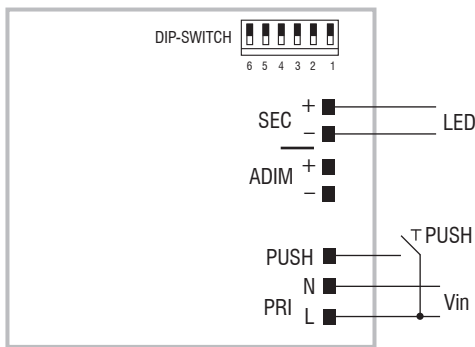 DIP-SWITCH
6 5 4 3 2 1
SEC
+
−
LED
ADIM
+
−
PUSH
PUSH
PRI
N
L
Vin